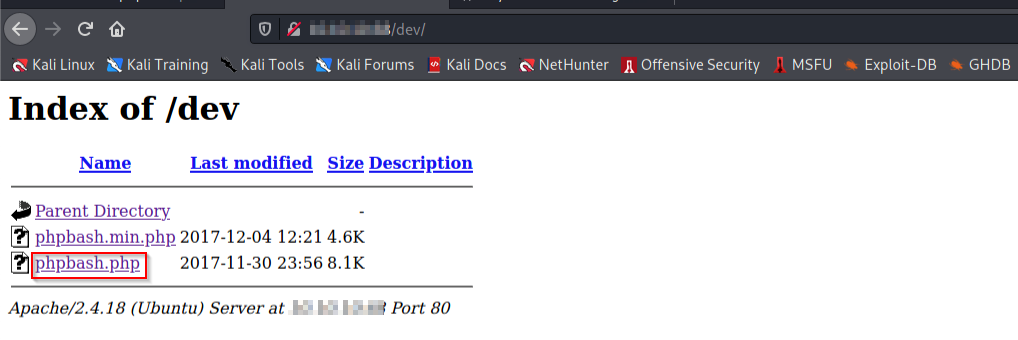 /dev/
Kali Linux Kali Training Kali Tools Kali Forums Kali Docs NetHunter Offensive Security MSFU Exploit-DB GHDB
Index of /dev
Name Last modified Size Description
Parent Directory -
phpbash.min.php 2017-12-04 12:21 4.6K
phpbash.php 2017-11-30 23:56 8.1K
Apache/2.4.18 (Ubuntu) Server at Port 80